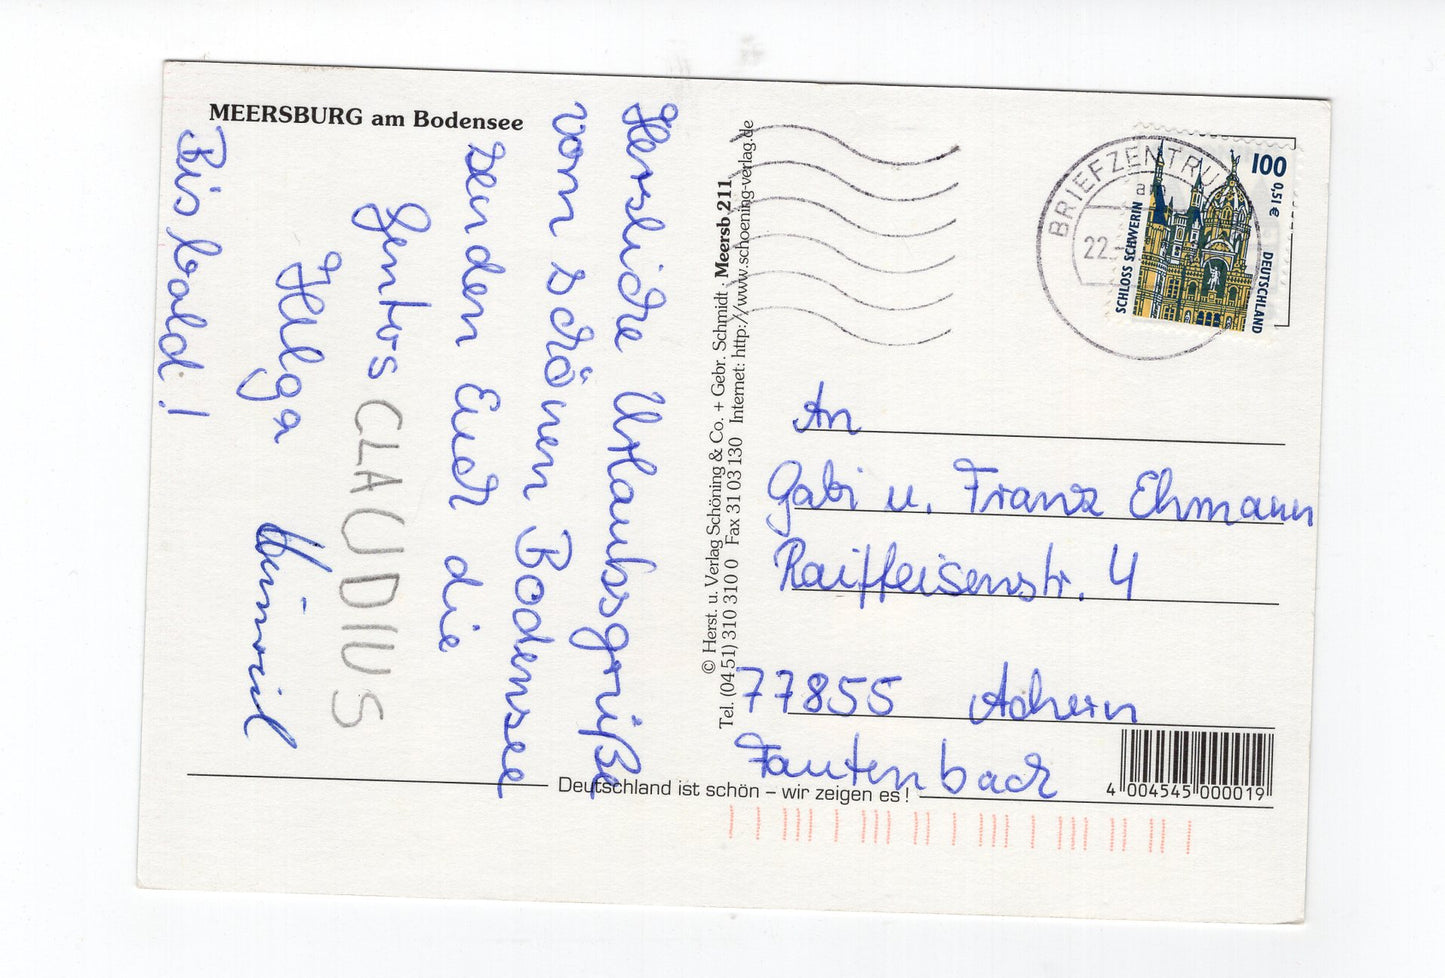 MEERSBURG am Bodensee
Herzliche Urlaubsgrüße
vom schönen Bodensee
senden Euch die
Gentos CLAUDIUS
Helga
Bis bald!
© Herst. u. Verlag Schöning & Co. + Gebr. Schmidt · Meersb 211
Tel. (04 51) 310 310 0 Fax 31 03 130 Internet: http://www.schoening-verlag.de
BRIEFZENTRU
22.
100
0,51 €
SCHLOSS SCHWERIN
DEUTSCHLAND
An
Gabi u. Franz Ehmann
Raiffeisenstr. 4
77855 Achern
Fautenbach
Deutschland ist schön – wir zeigen es!
4 004545 000019